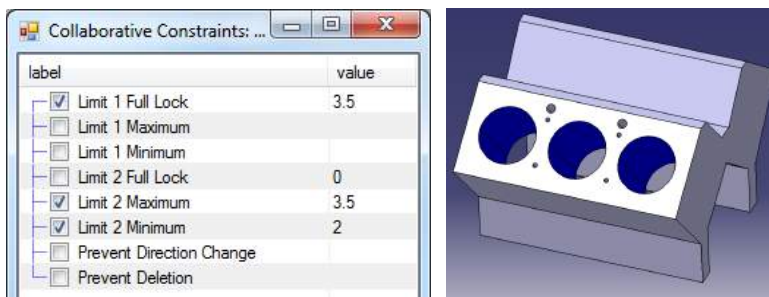 Collaborative Constraints: ...
label value
Limit 1 Full Lock 3.5
Limit 1 Maximum
Limit 1 Minimum
Limit 2 Full Lock 0
Limit 2 Maximum 3.5
Limit 2 Minimum 2
Prevent Direction Change
Prevent Deletion